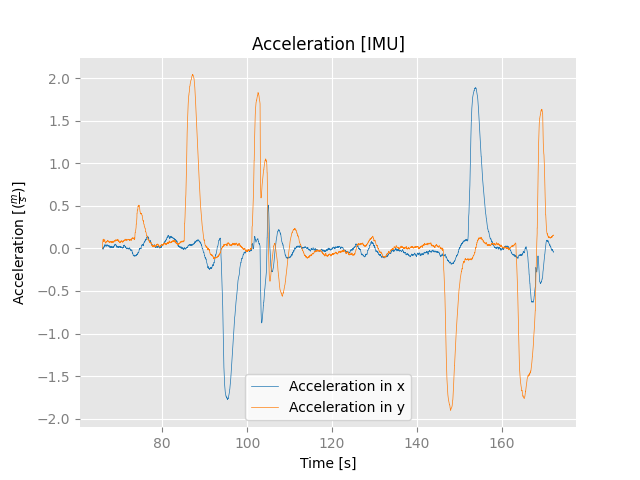 Acceleration [IMU]
Acceleration [(m/s)]
2.0
1.5
1.0
0.5
0.0
−0.5
−1.0
−1.5
−2.0
Acceleration in x
Acceleration in y
80 100 120 140 160
Time [s]